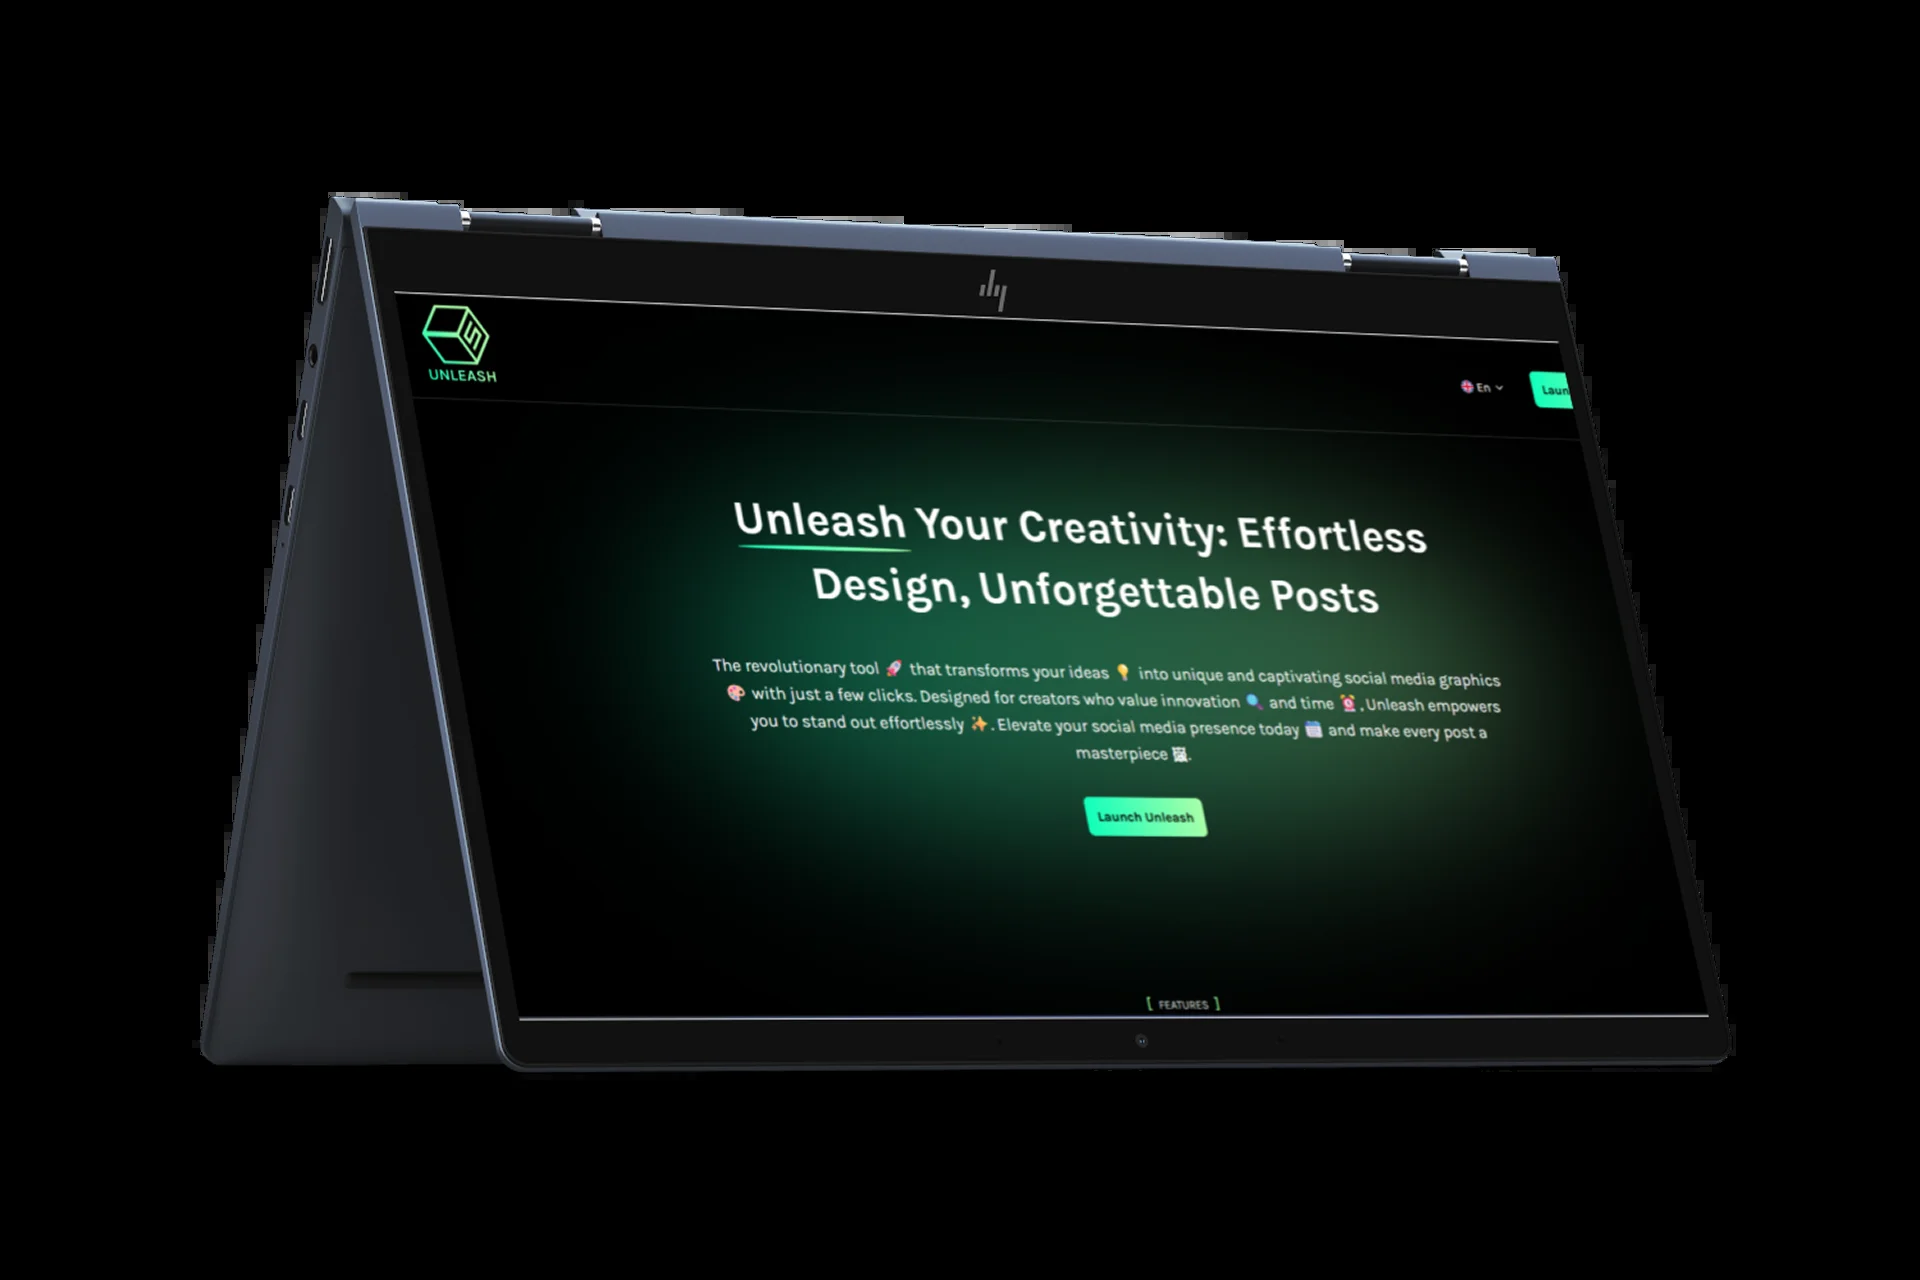 hp
UNLEASH
En
Laun
Unleash Your Creativity: Effortless
Design, Unforgettable Posts
The revolutionary tool 🚀 that transforms your ideas 💡 into unique and captivating social media graphics
🎨 with just a few clicks. Designed for creators who value innovation 🔍 and time ⏰. Unleash empowers
you to stand out effortlessly ✨. Elevate your social media presence today 🗓️ and make every post a
masterpiece 🖼.
Launch Unleash
[ FEATURES ]